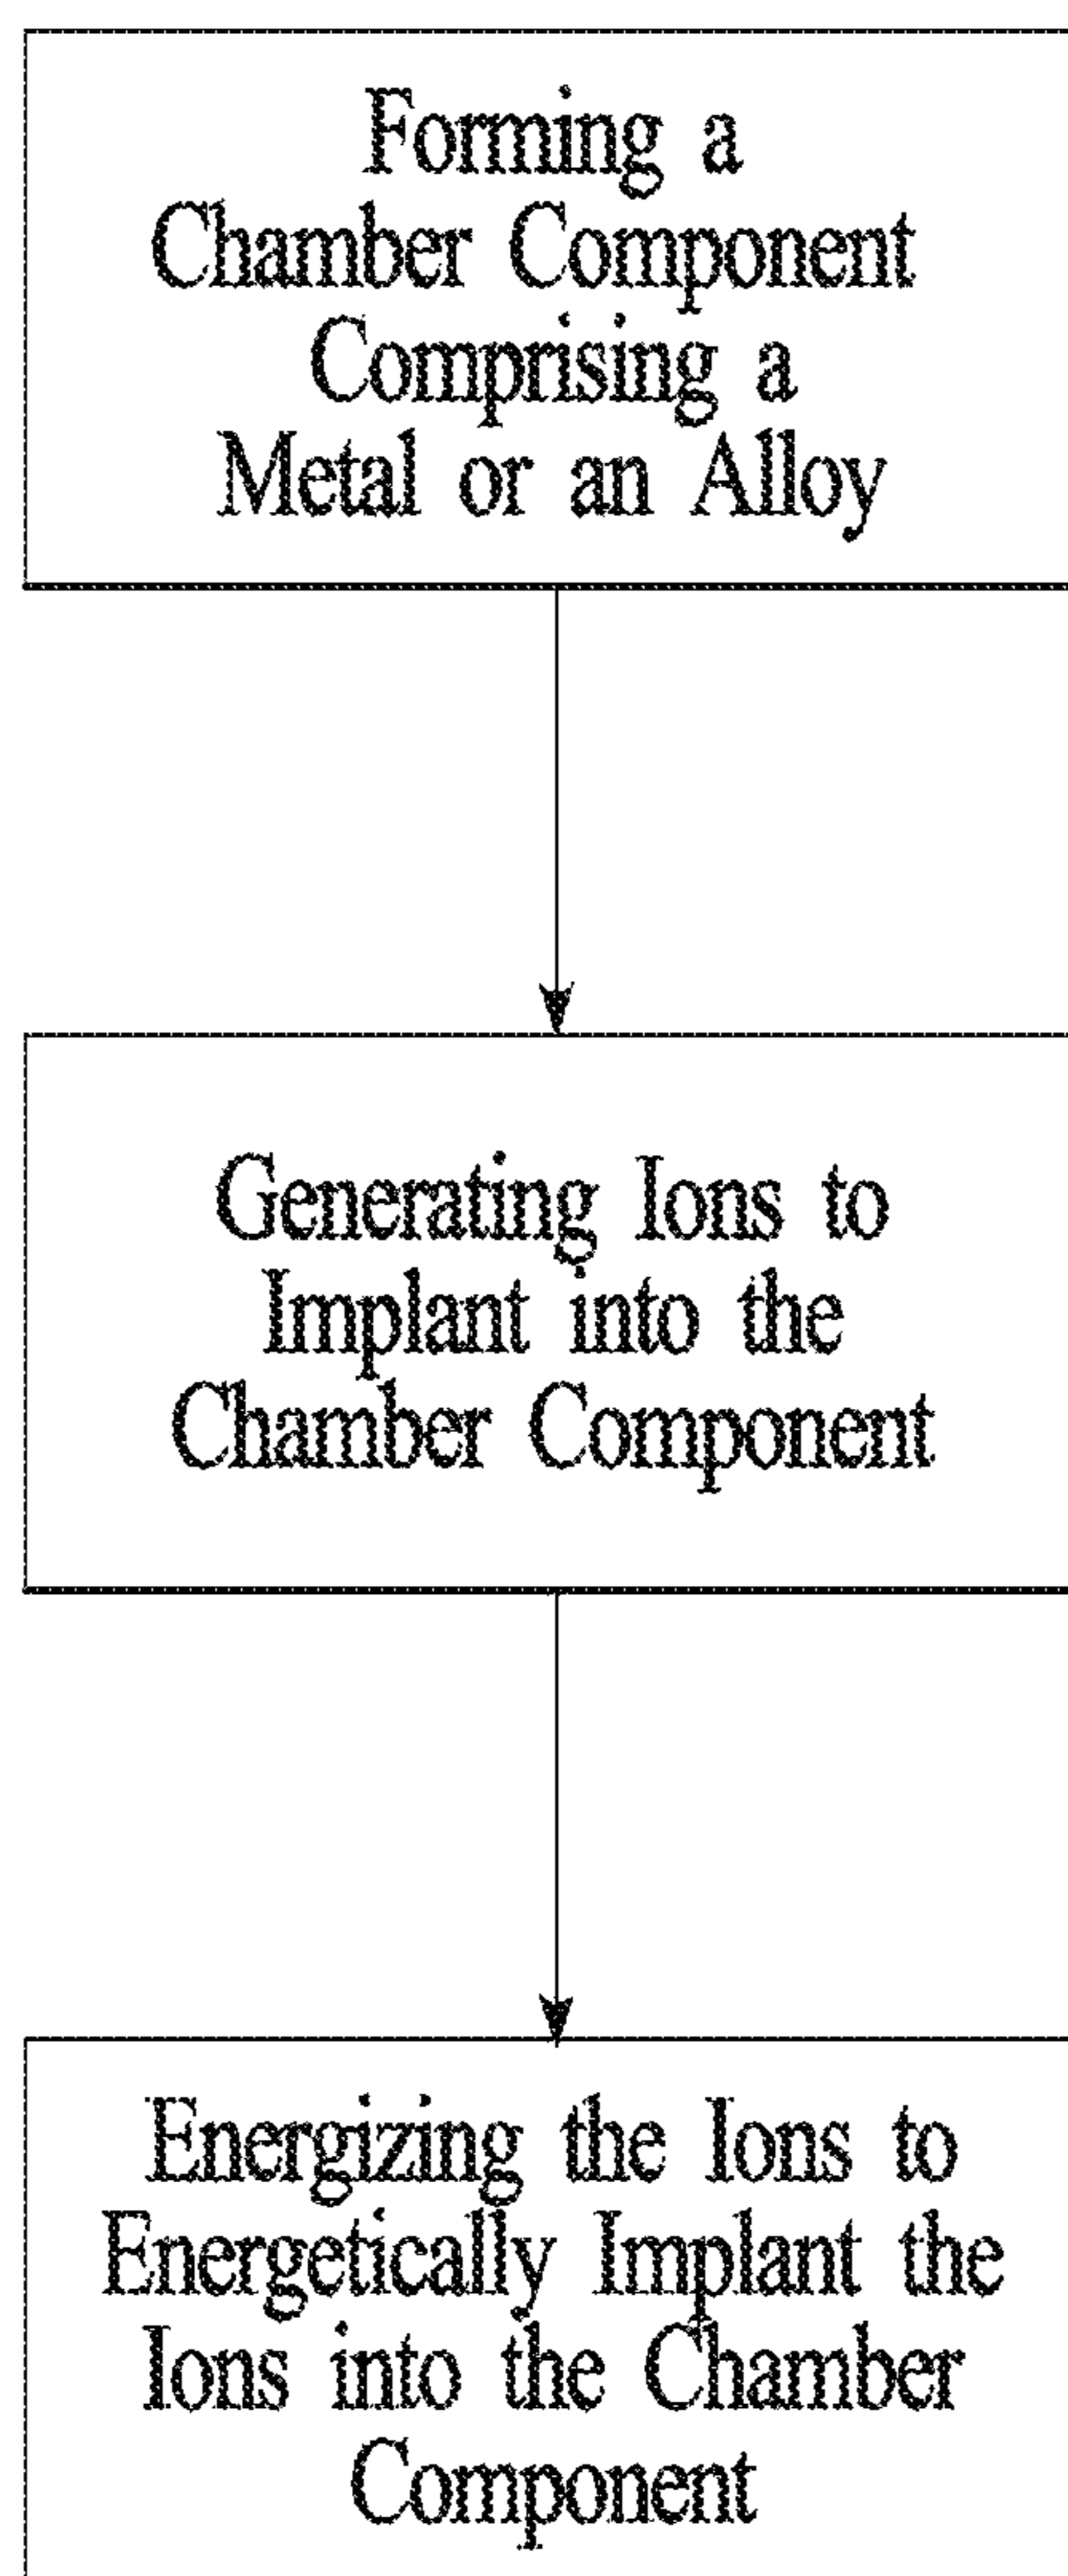 Forming a
Chamber Component
Comprising a
Metal or an Alloy
Generating Ions to
Implant into the
Chamber Component
Energizing the Ions to
Energetically Implant the
Ions into the Chamber
Component